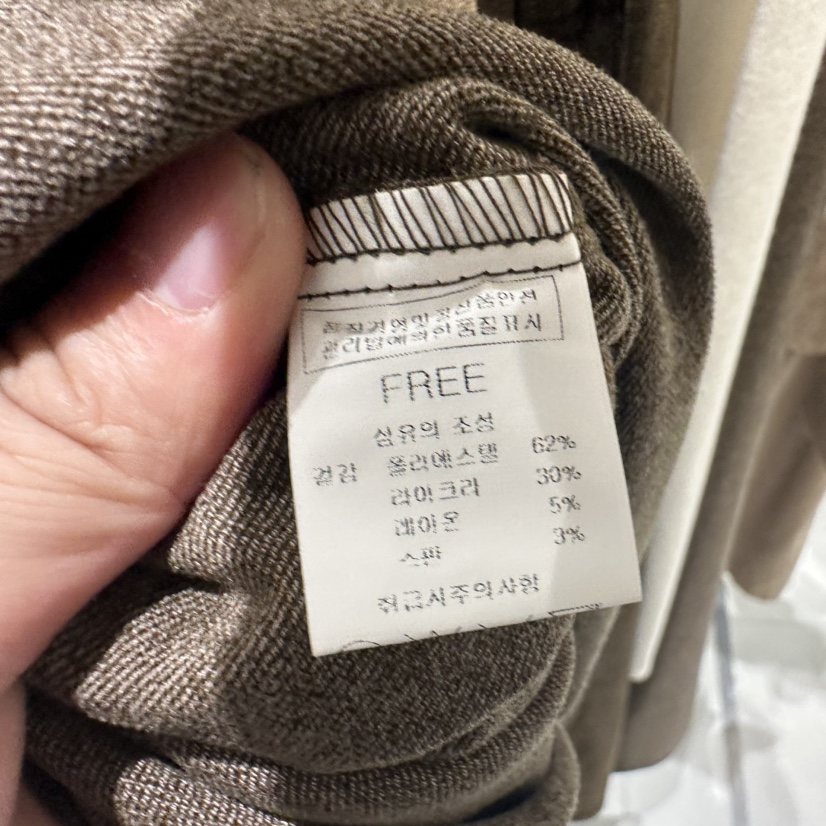 품질경영및공산품안전
관리법에의한품질표시
FREE
섬유의 조성
겉감 폴리에스텔 62%
라이크라 30%
레이온 5%
스판 3%
취급시주의사항